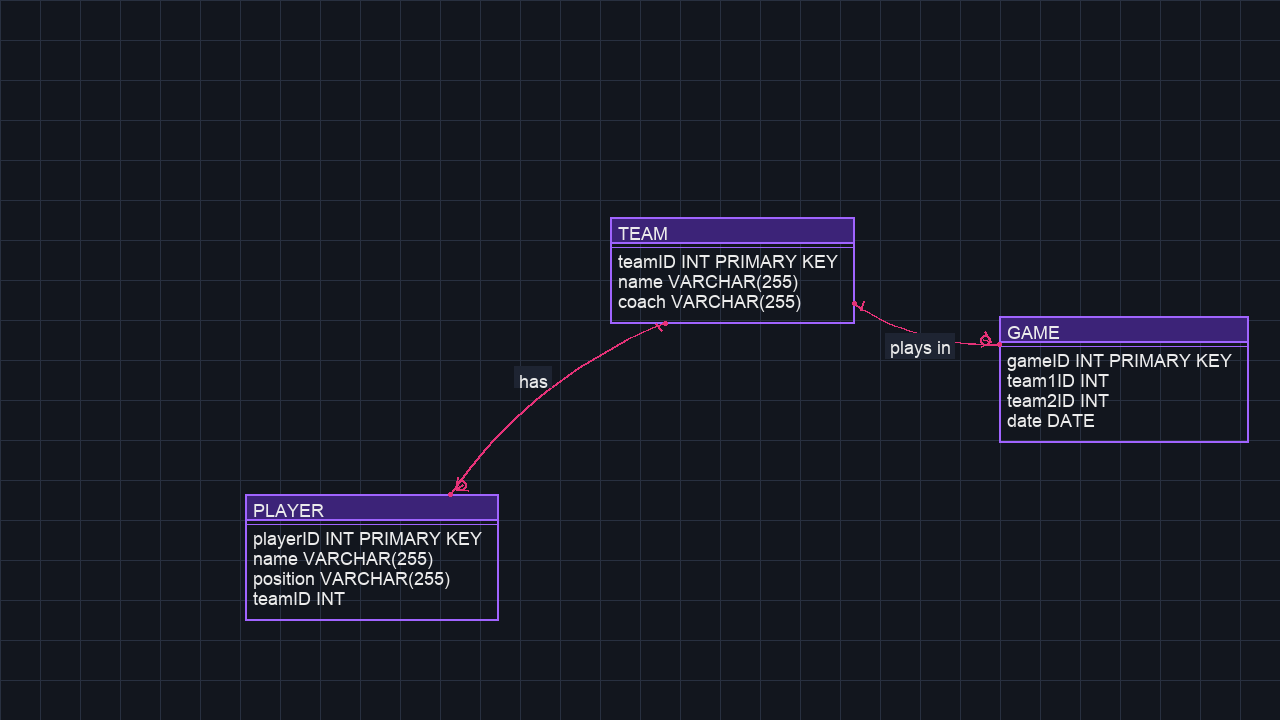 TEAM
teamID INT PRIMARY KEY
name VARCHAR(255)
coach VARCHAR(255)
plays in
GAME
gameID INT PRIMARY KEY
team1ID INT
team2ID INT
date DATE
has
PLAYER
playerID INT PRIMARY KEY
name VARCHAR(255)
position VARCHAR(255)
teamID INT